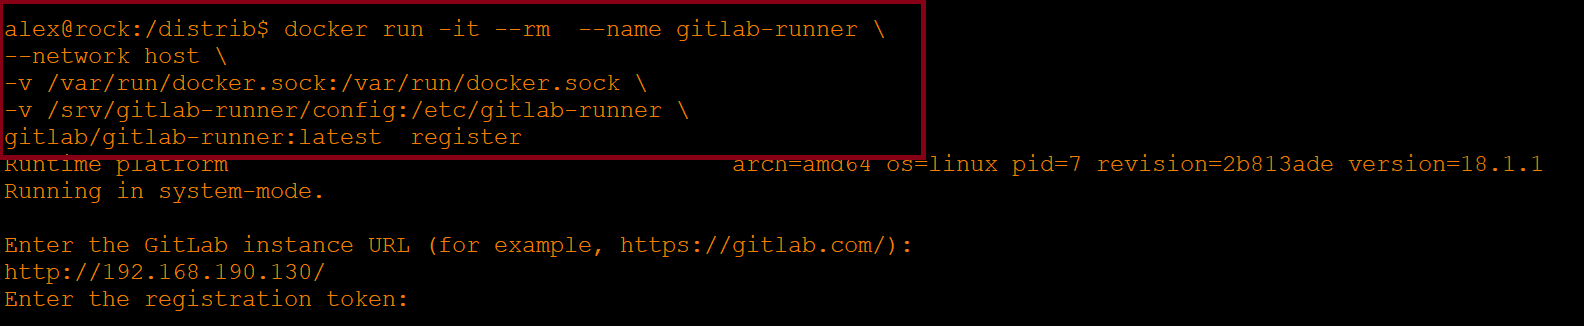 alex@rock:/distrib$ docker run -it --rm  --name gitlab-runner \
--network host \
-v /var/run/docker.sock:/var/run/docker.sock \
-v /srv/gitlab-runner/config:/etc/gitlab-runner \
gitlab/gitlab-runner:latest  register
Runtime platform                                 arch=amd64 os=linux pid=7 revision=2b813ade version=18.1.1
Running in system-mode.
Enter the GitLab instance URL (for example, https://gitlab.com/):
http://192.168.190.130/
Enter the registration token: